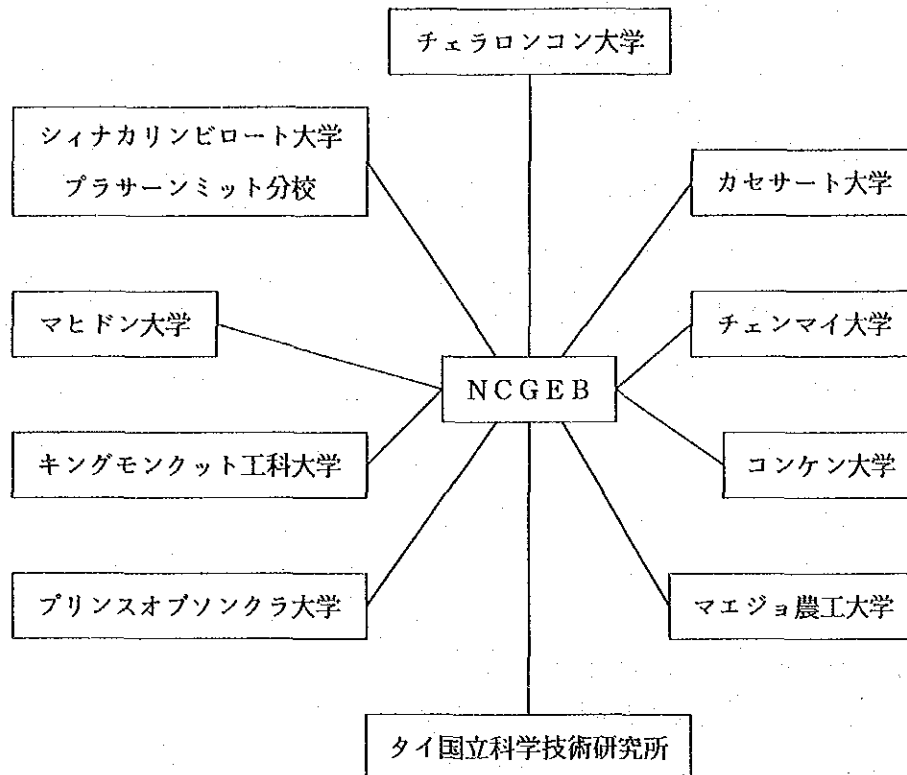 チェラロンコン大学
シィナカリンビロート大学
プラサーンミット分校
カセサート大学
マヒドン大学
チェンマイ大学
NCGEB
キングモンクット工科大学
コンケン大学
プリンスオブソンクラ大学
マエジョ農工大学
タイ国立科学技術研究所